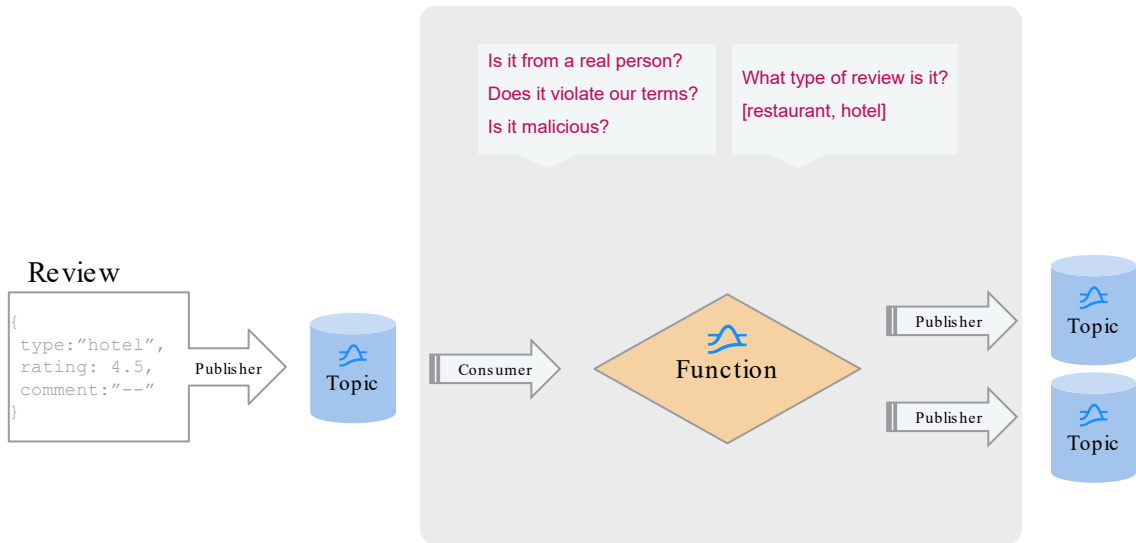 Is it from a real person?
Does it violate our terms?
Is it malicious?
What type of review is it?
[restaurant, hotel]
Review
{
type:”hotel”,
rating: 4.5,
comment:”--”
}
Publisher
Topic
Consumer
Function
Publisher
Topic
Publisher
Topic